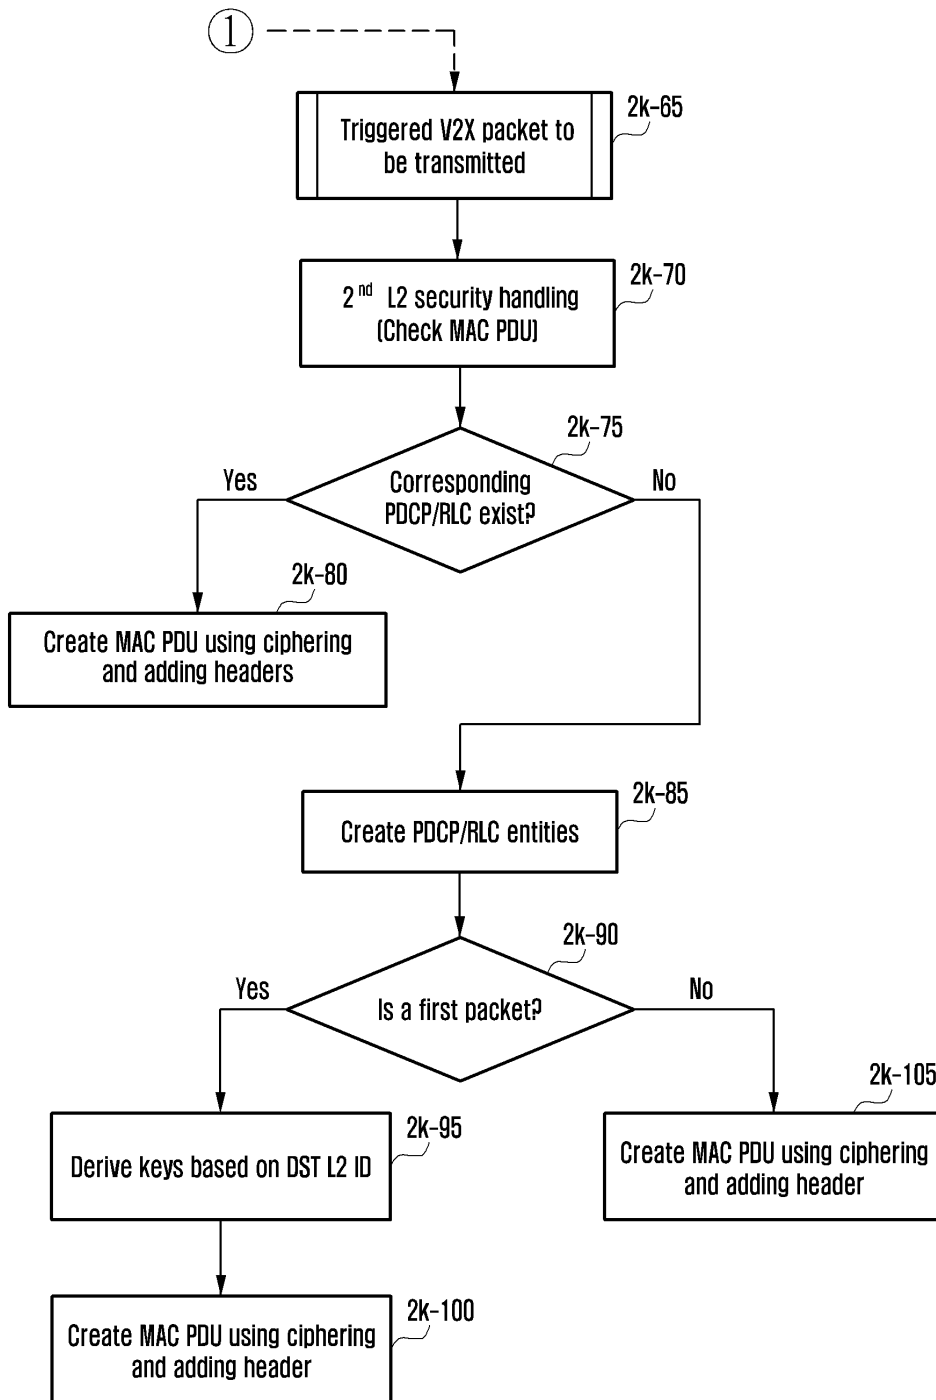 ①
2k-65
Triggered V2X packet to
be transmitted
2k-70
2nd L2 security handling
(Check MAC PDU)
2k-75
Corresponding
PDCP/RLC exist?
Yes
No
2k-80
Create MAC PDU using ciphering
and adding headers
2k-85
Create PDCP/RLC entities
2k-90
Is a first packet?
Yes
No
2k-95
Derive keys based on DST L2 ID
2k-105
Create MAC PDU using ciphering
and adding header
2k-100
Create MAC PDU using ciphering
and adding header